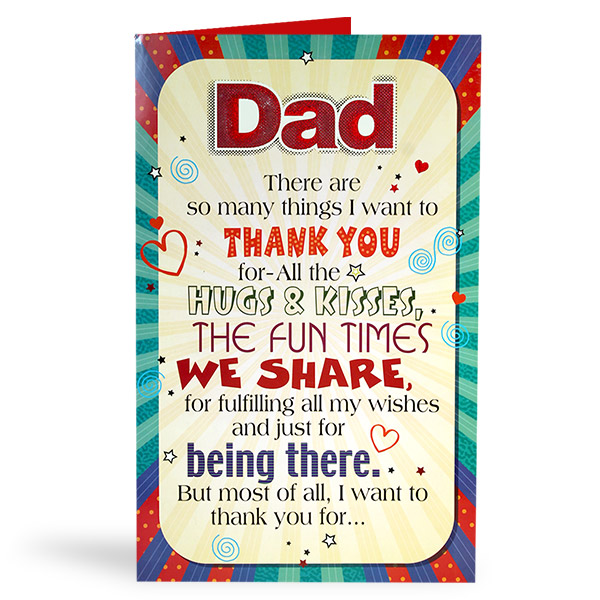 Dad
There are
so many things I want to
THANK YOU
for-All the
HUGS & KISSES,
THE FUN TIMES
WE SHARE,
for fulfilling all my wishes
and just for
being there.
But most of all, I want to
thank you for...